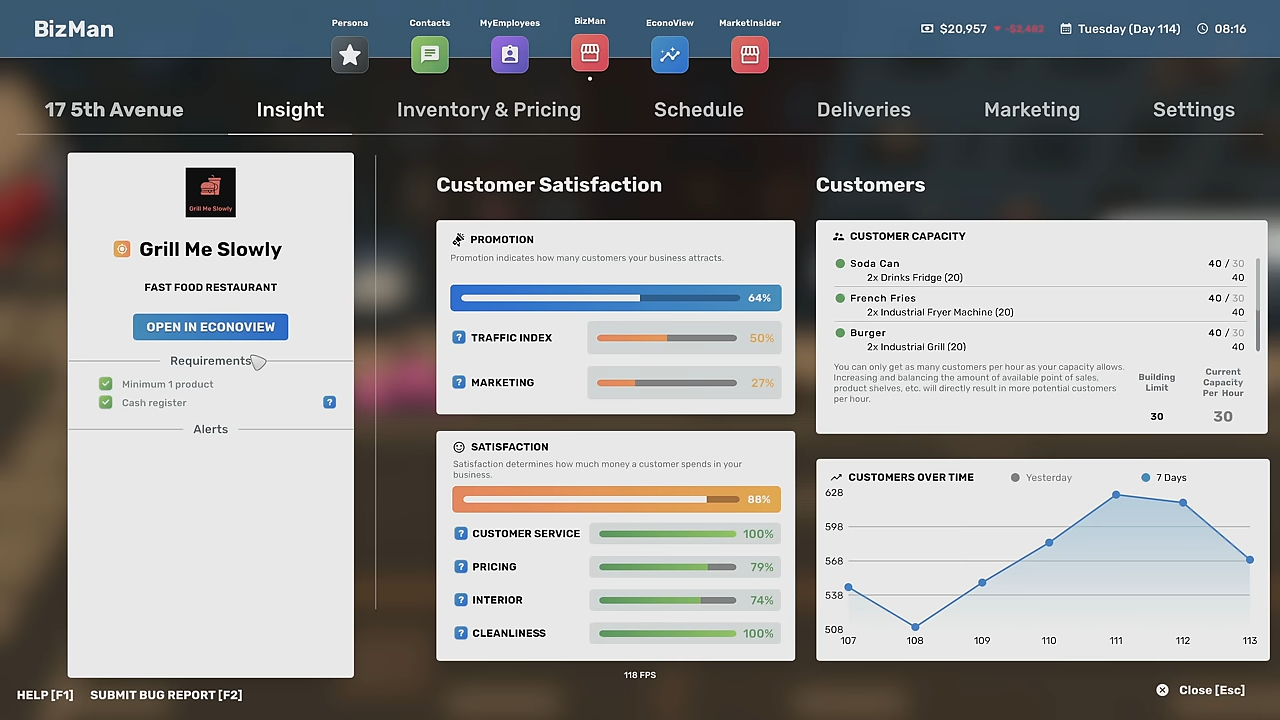 BizMan
Persona
Contacts
MyEmployees
BizMan
EconoView
MarketInsider
$20,957 -$2,482
Tuesday (Day 114)
08:16
17 5th Avenue
Insight
Inventory & Pricing
Schedule
Deliveries
Marketing
Settings
Grill Me Slowly
Grill Me Slowly
FAST FOOD RESTAURANT
OPEN IN ECONOVIEW
Requirements
Minimum 1 product
Cash register
?
Alerts
Customer Satisfaction
PROMOTION
Promotion indicates how many customers your business attracts.
64%
? TRAFFIC INDEX 50%
? MARKETING 27%
SATISFACTION
Satisfaction determines how much money a customer spends in your
business.
88%
? CUSTOMER SERVICE 100%
? PRICING 79%
? INTERIOR 74%
? CLEANLINESS 100%
Customers
CUSTOMER CAPACITY
Soda Can 40 / 30
2x Drinks Fridge (20) 40
French Fries 40 / 30
2x Industrial Fryer Machine (20) 40
Burger 40 / 30
2x Industrial Grill (20) 40
You can only get as many customers per hour as your capacity allows.
Increasing and balancing the amount of available point of sales,
product shelves, etc. will directly result in more potential customers
per hour.
Building
Limit
30
Current
Capacity
Per Hour
30
CUSTOMERS OVER TIME
Yesterday
7 Days
628
598
568
538
508
107 108 109 110 111 112 113
118 FPS
HELP [F1]
SUBMIT BUG REPORT [F2]
Close [Esc]